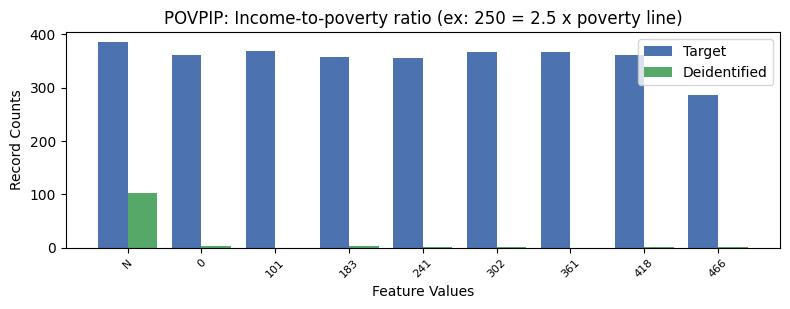 POVPIP: Income-to-poverty ratio (ex: 250 = 2.5 x poverty line)
400
300
200
100
0
Record Counts
Target
Deidentified
N
0
101
183
241
302
361
418
466
Feature Values